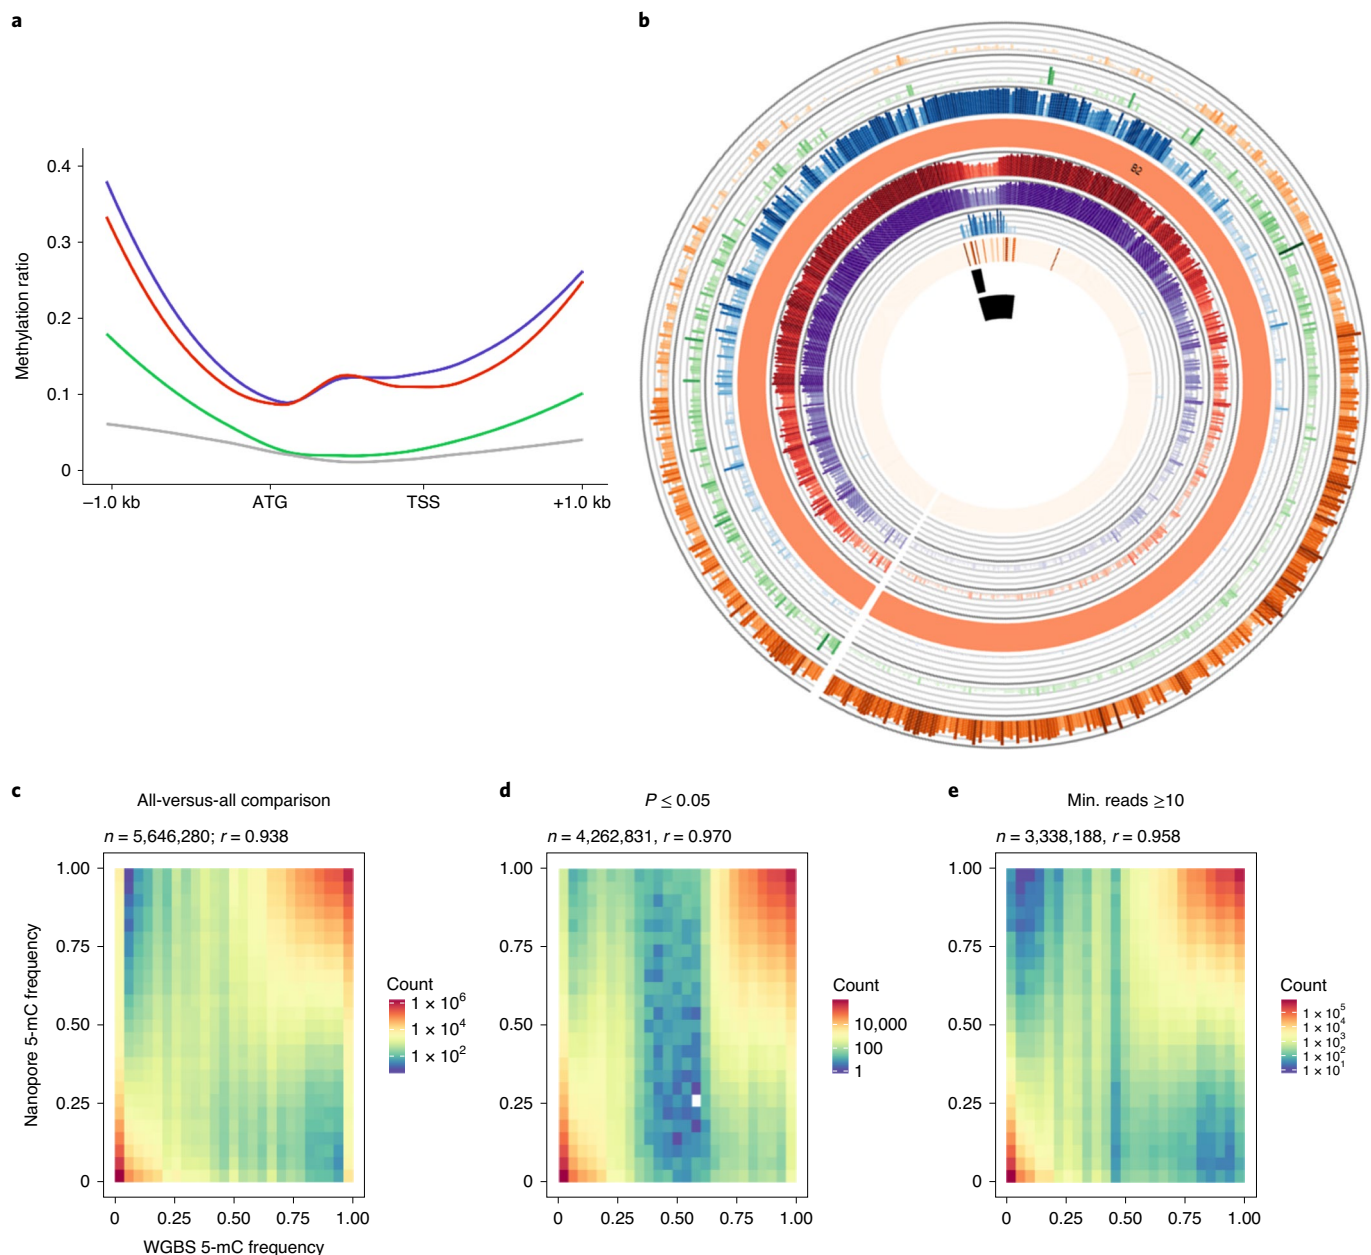 a
b
0.4
0.3
0.2
0.1
0
Methylation ratio
–1.0 kb
ATG
TSS
+1.0 kb
B2
c
All-versus-all comparison
n = 5,646,280; r = 0.938
1.00
0.75
0.50
0.25
0
Nanopore 5-mC frequency
0
0.25
0.50
0.75
1.00
WGBS 5-mC frequency
Count
1 × 10⁶
1 × 10⁴
1 × 10²
d
P ≤ 0.05
n = 4,262,831, r = 0.970
1.00
0.75
0.50
0.25
0
0
0.25
0.50
0.75
1.00
Count
10,000
100
1
e
Min. reads ≥10
n = 3,338,188, r = 0.958
1.00
0.75
0.50
0.25
0
0
0.25
0.50
0.75
1.00
Count
1 × 10⁵
1 × 10⁴
1 × 10³
1 × 10²
1 × 10¹